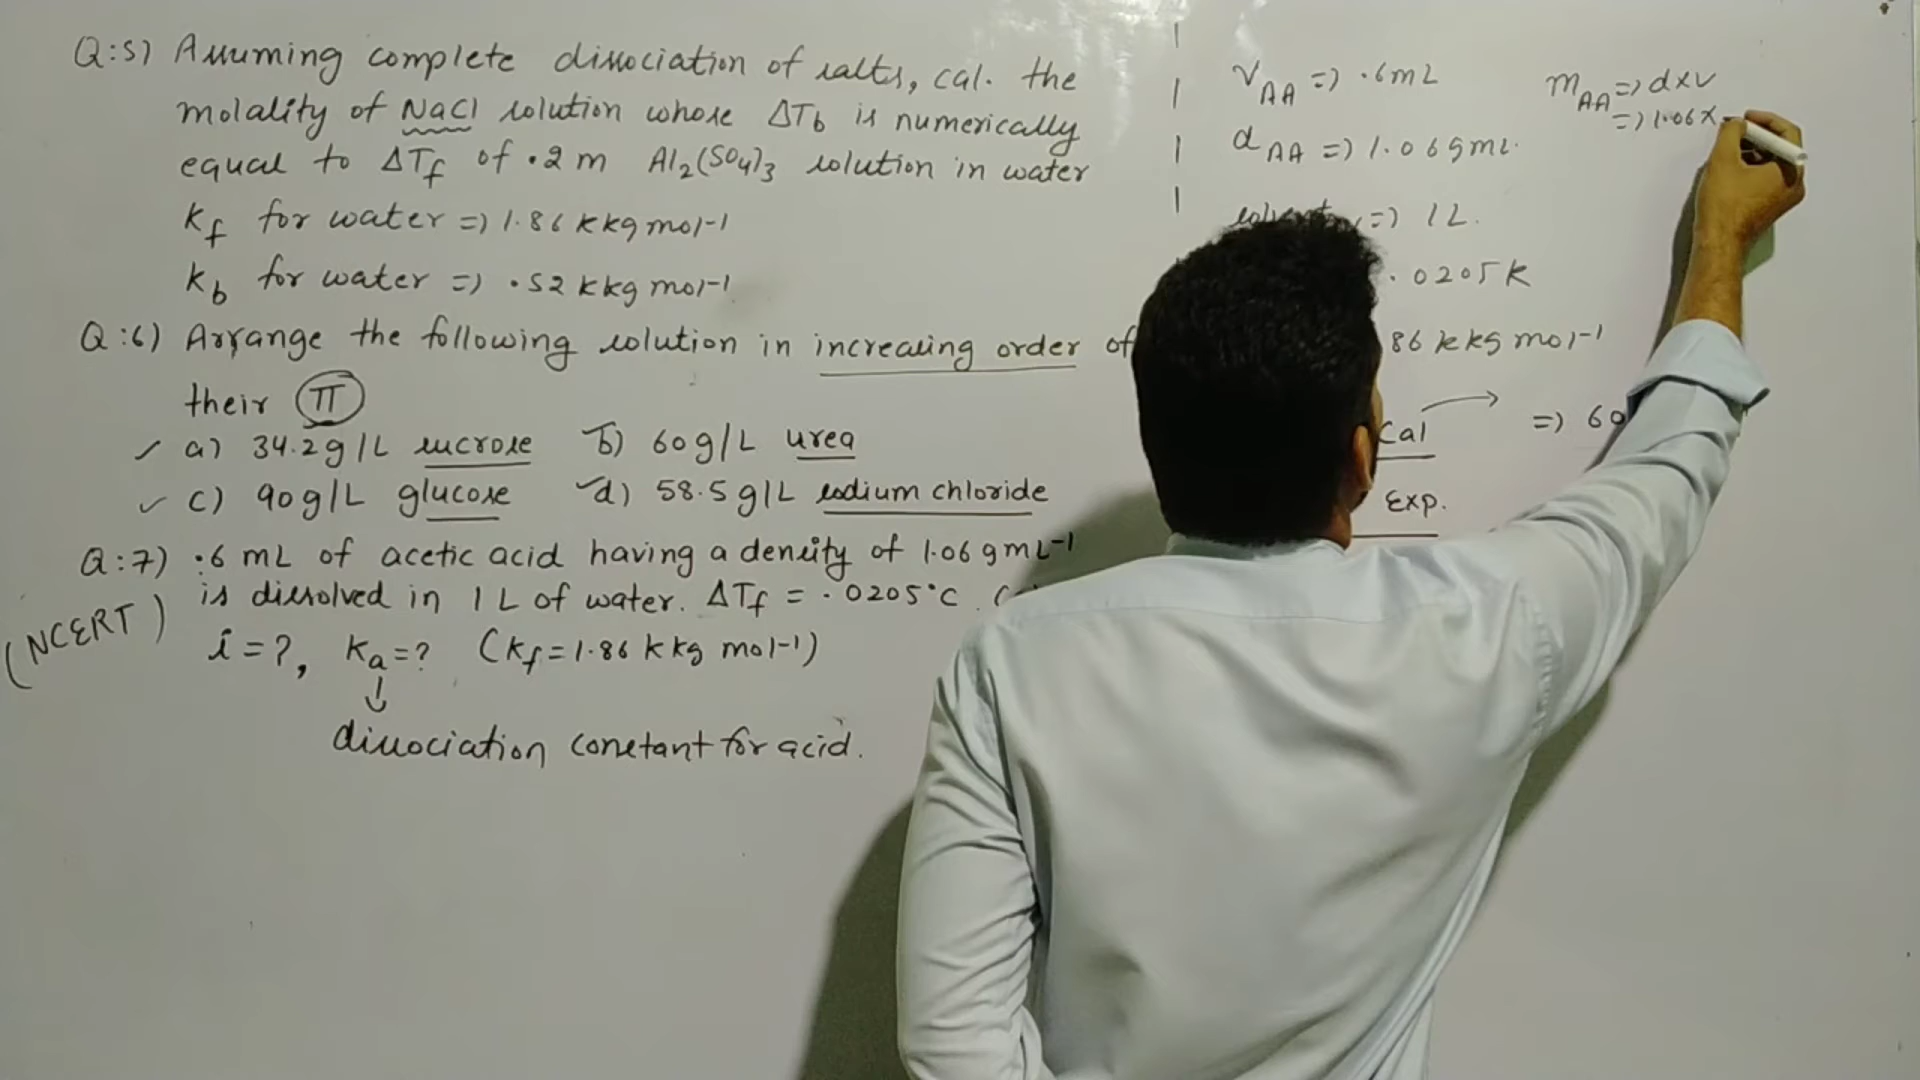 Q:5) Assuming complete dissociation of salts, cal. the
molality of NaCl solution whose ΔTb is numerically
equal to ΔTf of .2 m Al2(SO4)3 solution in water
Kf for water => 1.86 K kg mol-1
Kb for water => .52 K kg mol-1
Q:6) Arrange the following solution in increasing order of
their π
a) 34.2 g/L sucrose b) 60 g/L urea
c) 90 g/L glucose d) 58.5 g/L sodium chloride
Q:7) .6 mL of acetic acid having a density of 1.06 g mL-1
is dissolved in 1 L of water. ΔTf = .0205°C.
(NCERT)
i = ?, Ka = ? (Kf = 1.86 K kg mol-1)
↓
dissociation constant for acid.
VAA => .6 mL
dAA => 1.06 g mL.
=> 1 L.
.0205 K
86 K kg mol-1
Cal → => 60
Exp.
mAA => d x v
=> 1.06 x